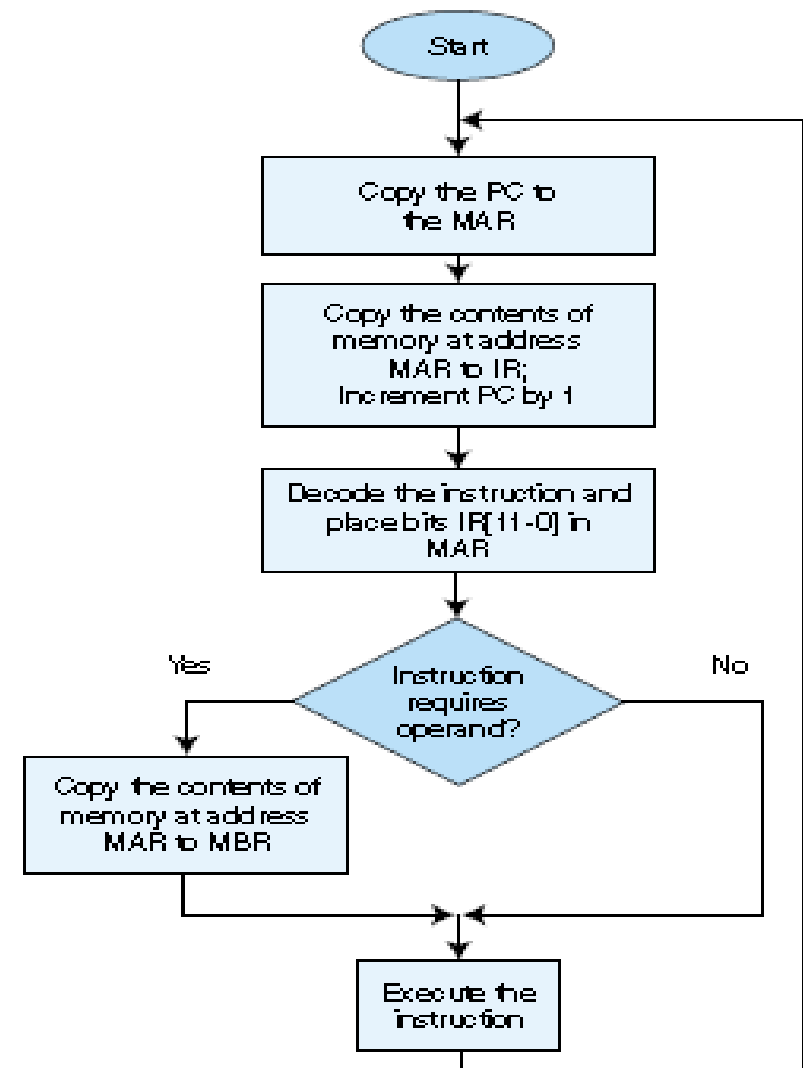 Start
Copy the PC to
the MAR
Copy the contents of
memory at address
MAR to IR;
Increment PC by 1
Decode the instruction and
place bits IR[11-0] in
MAR
Instruction
requires
operand?
Yes
No
Copy the contents of
memory at address
MAR to MBR
Execute the
instruction